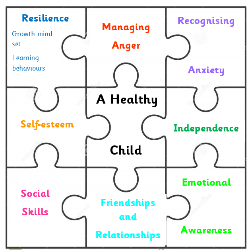 Resilience
Growth mind
set
Learning
behaviours
Managing
Anger
Recognising
Anxiety
Self-esteem
A Healthy
Child
Independence
Social
Skills
Friendships
and
Relationships
Emotional
Awareness